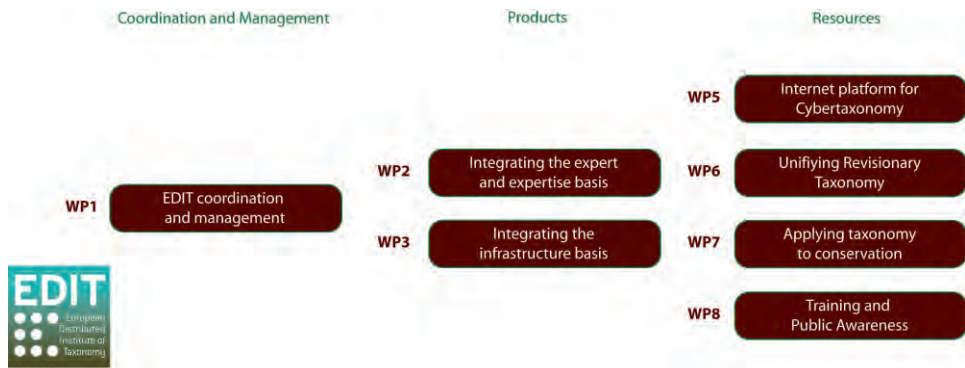 Coordination and Management
Products
Resources
WP1
EDIT coordination
and management
WP2
Integrating the expert
and expertise basis
WP3
Integrating the
infrastructure basis
WP5
Internet platform for
Cybertaxonomy
WP6
Unifiying Revisionary
Taxonomy
WP7
Applying taxonomy
to conservation
WP8
Training and
Public Awareness
EDIT
European
Distributed
Institute of
Taxonomy